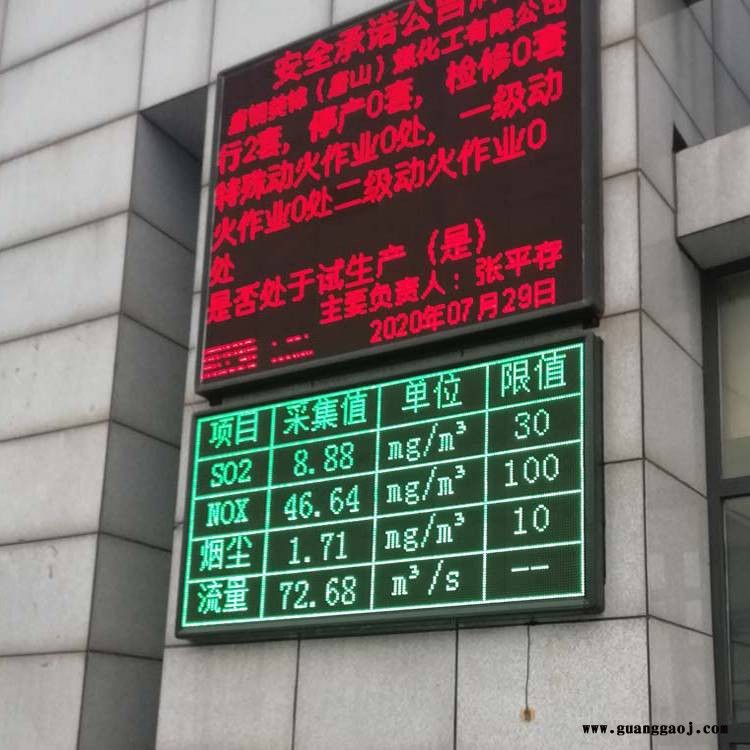 安全承诺公告
唐钢美锦（唐山）煤化工有限公司
行2套，停产0套，检修0套
特殊动火作业0处，一级动
火作业0处二级动火作业0
处
是否处于试生产（是）
主要负责人：张平存
2020年07月29日
项目 采集值 单位 限值
SO2 8.88 mg/m³ 30
NOX 46.64 mg/m³ 100
烟尘 1.71 mg/m³ 10
流量 72.68 m³/s --
www.guanggaoj.com